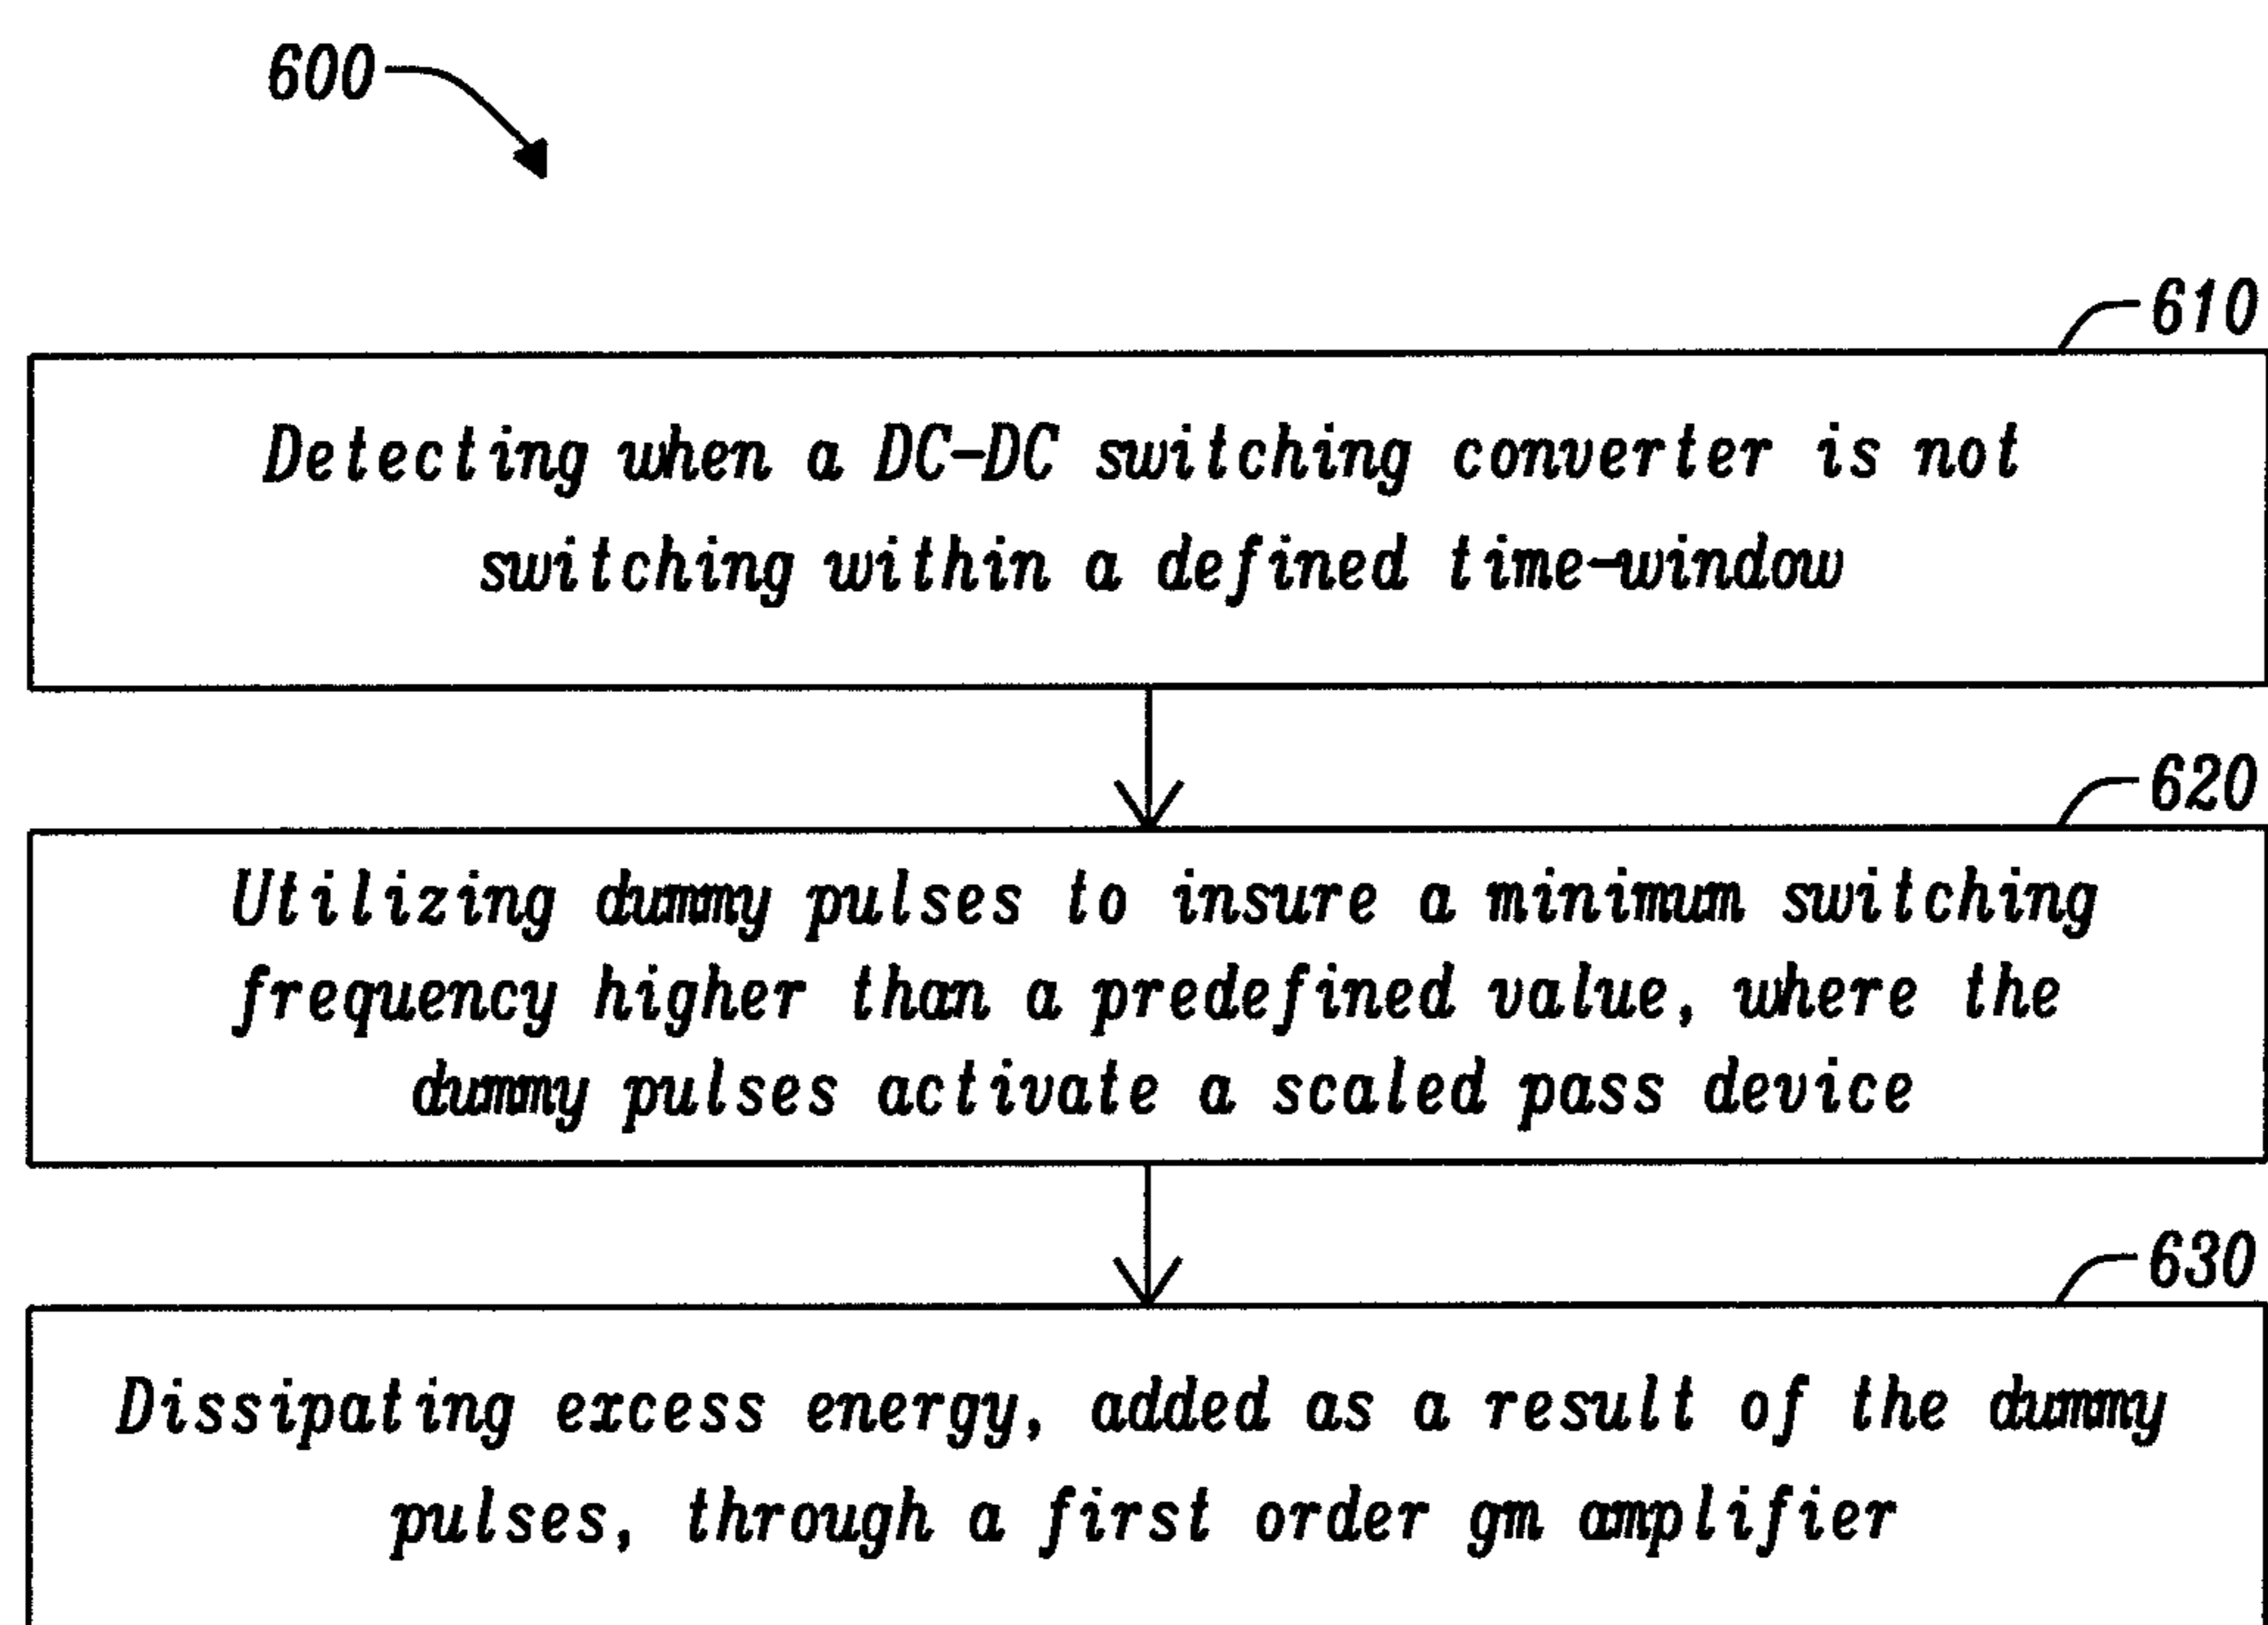 600
610
Detecting when a DC-DC switching converter is not
switching within a defined time-window
620
Utilizing dummy pulses to insure a minimum switching
frequency higher than a predefined value, where the
dummy pulses activate a scaled pass device
630
Dissipating excess energy, added as a result of the dummy
pulses, through a first order gm amplifier